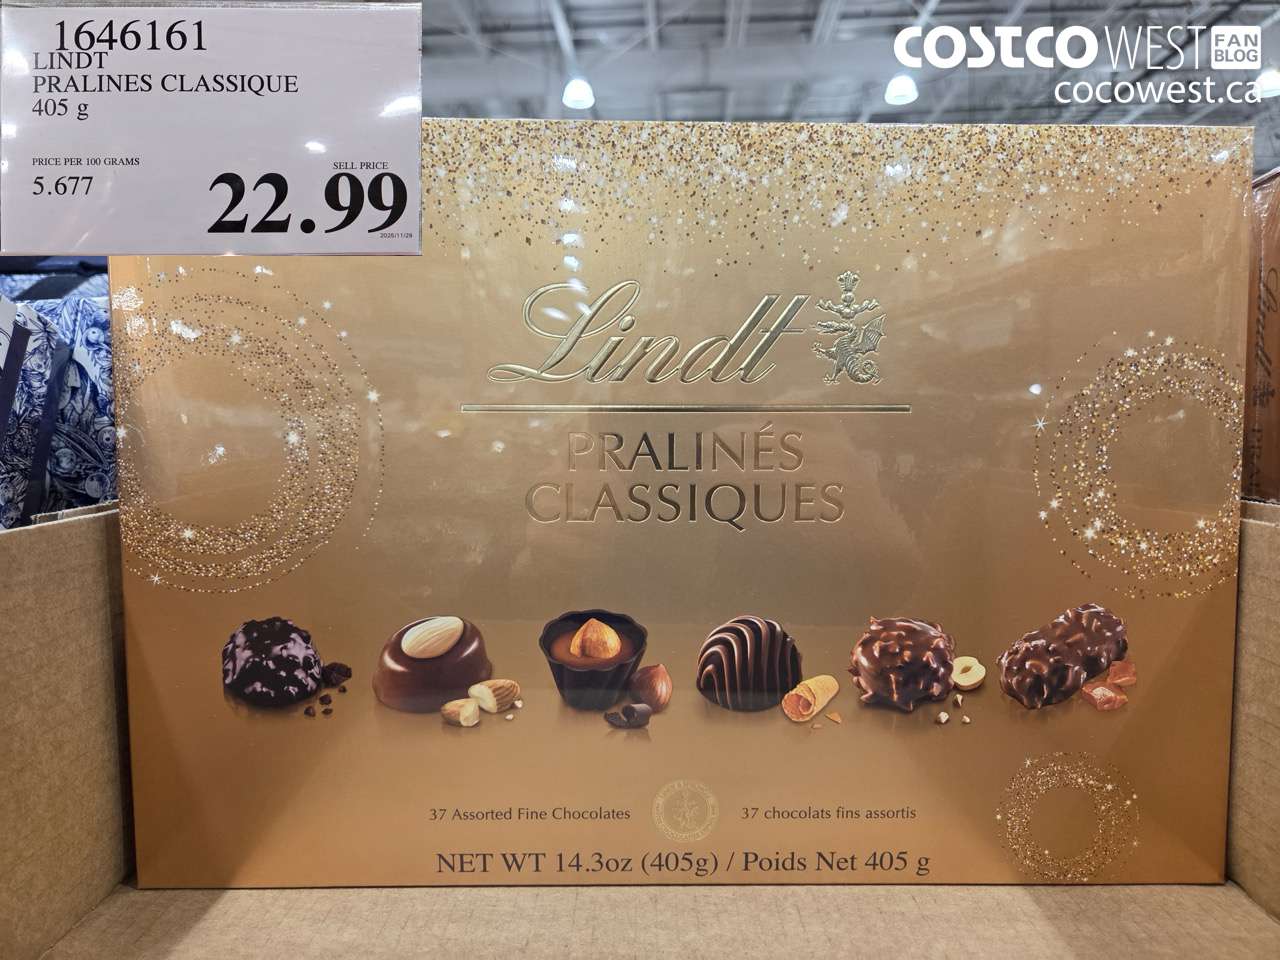 1646161
LINDT
PRALINES CLASSIQUE
405 g
PRICE PER 100 GRAMS
5.677
SELL PRICE
22.99
COSTCO WEST FAN BLOG
cocowest.ca
Lindt
PRALINÉS
CLASSIQUES
37 Assorted Fine Chocolates
37 chocolats fins assortis
NET WT 14.3oz (405g) / Poids Net 405 g